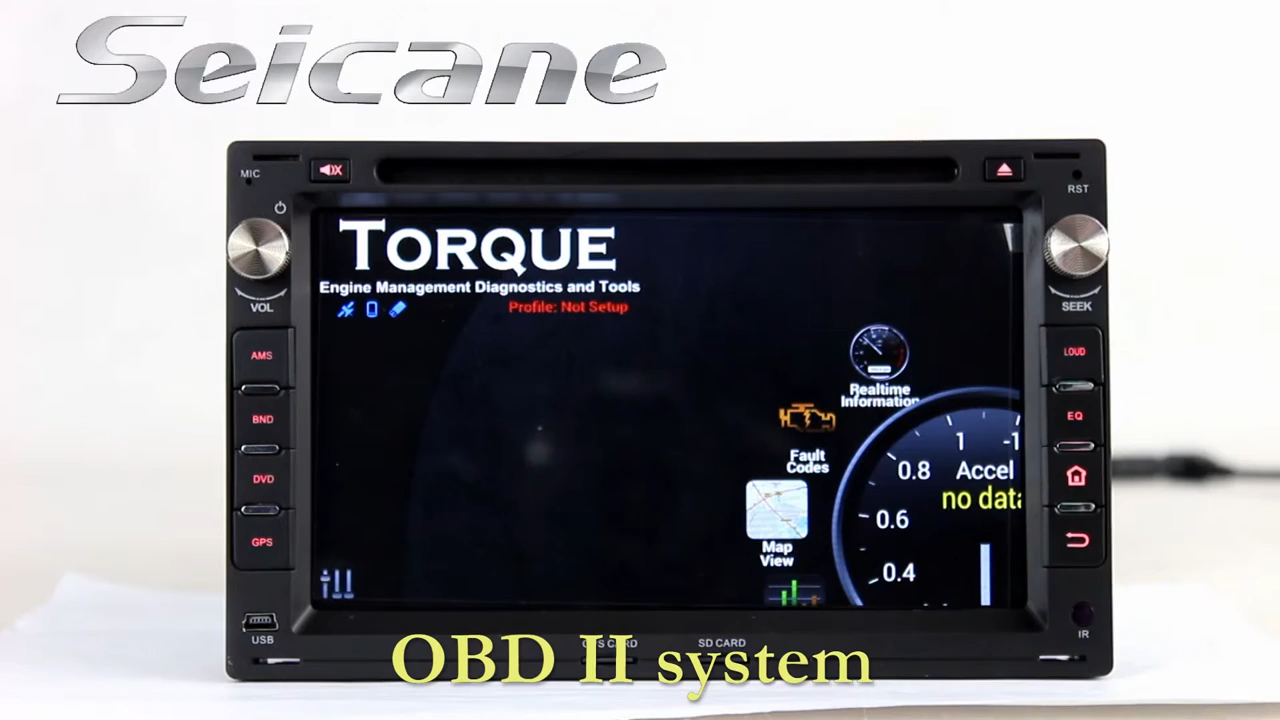 Seicane
MIC
RST
TORQUE
Engine Management Diagnostics and Tools
Profile: Not Setup
VOL
SEEK
AMS
LOUD
Realtime
Information
BND
EQ
1 -1
Fault
Codes
0.8 Accel
DVD
no data
0.6
GPS
Map
View
0.4
USB
SD CARD
IR
OBD II system